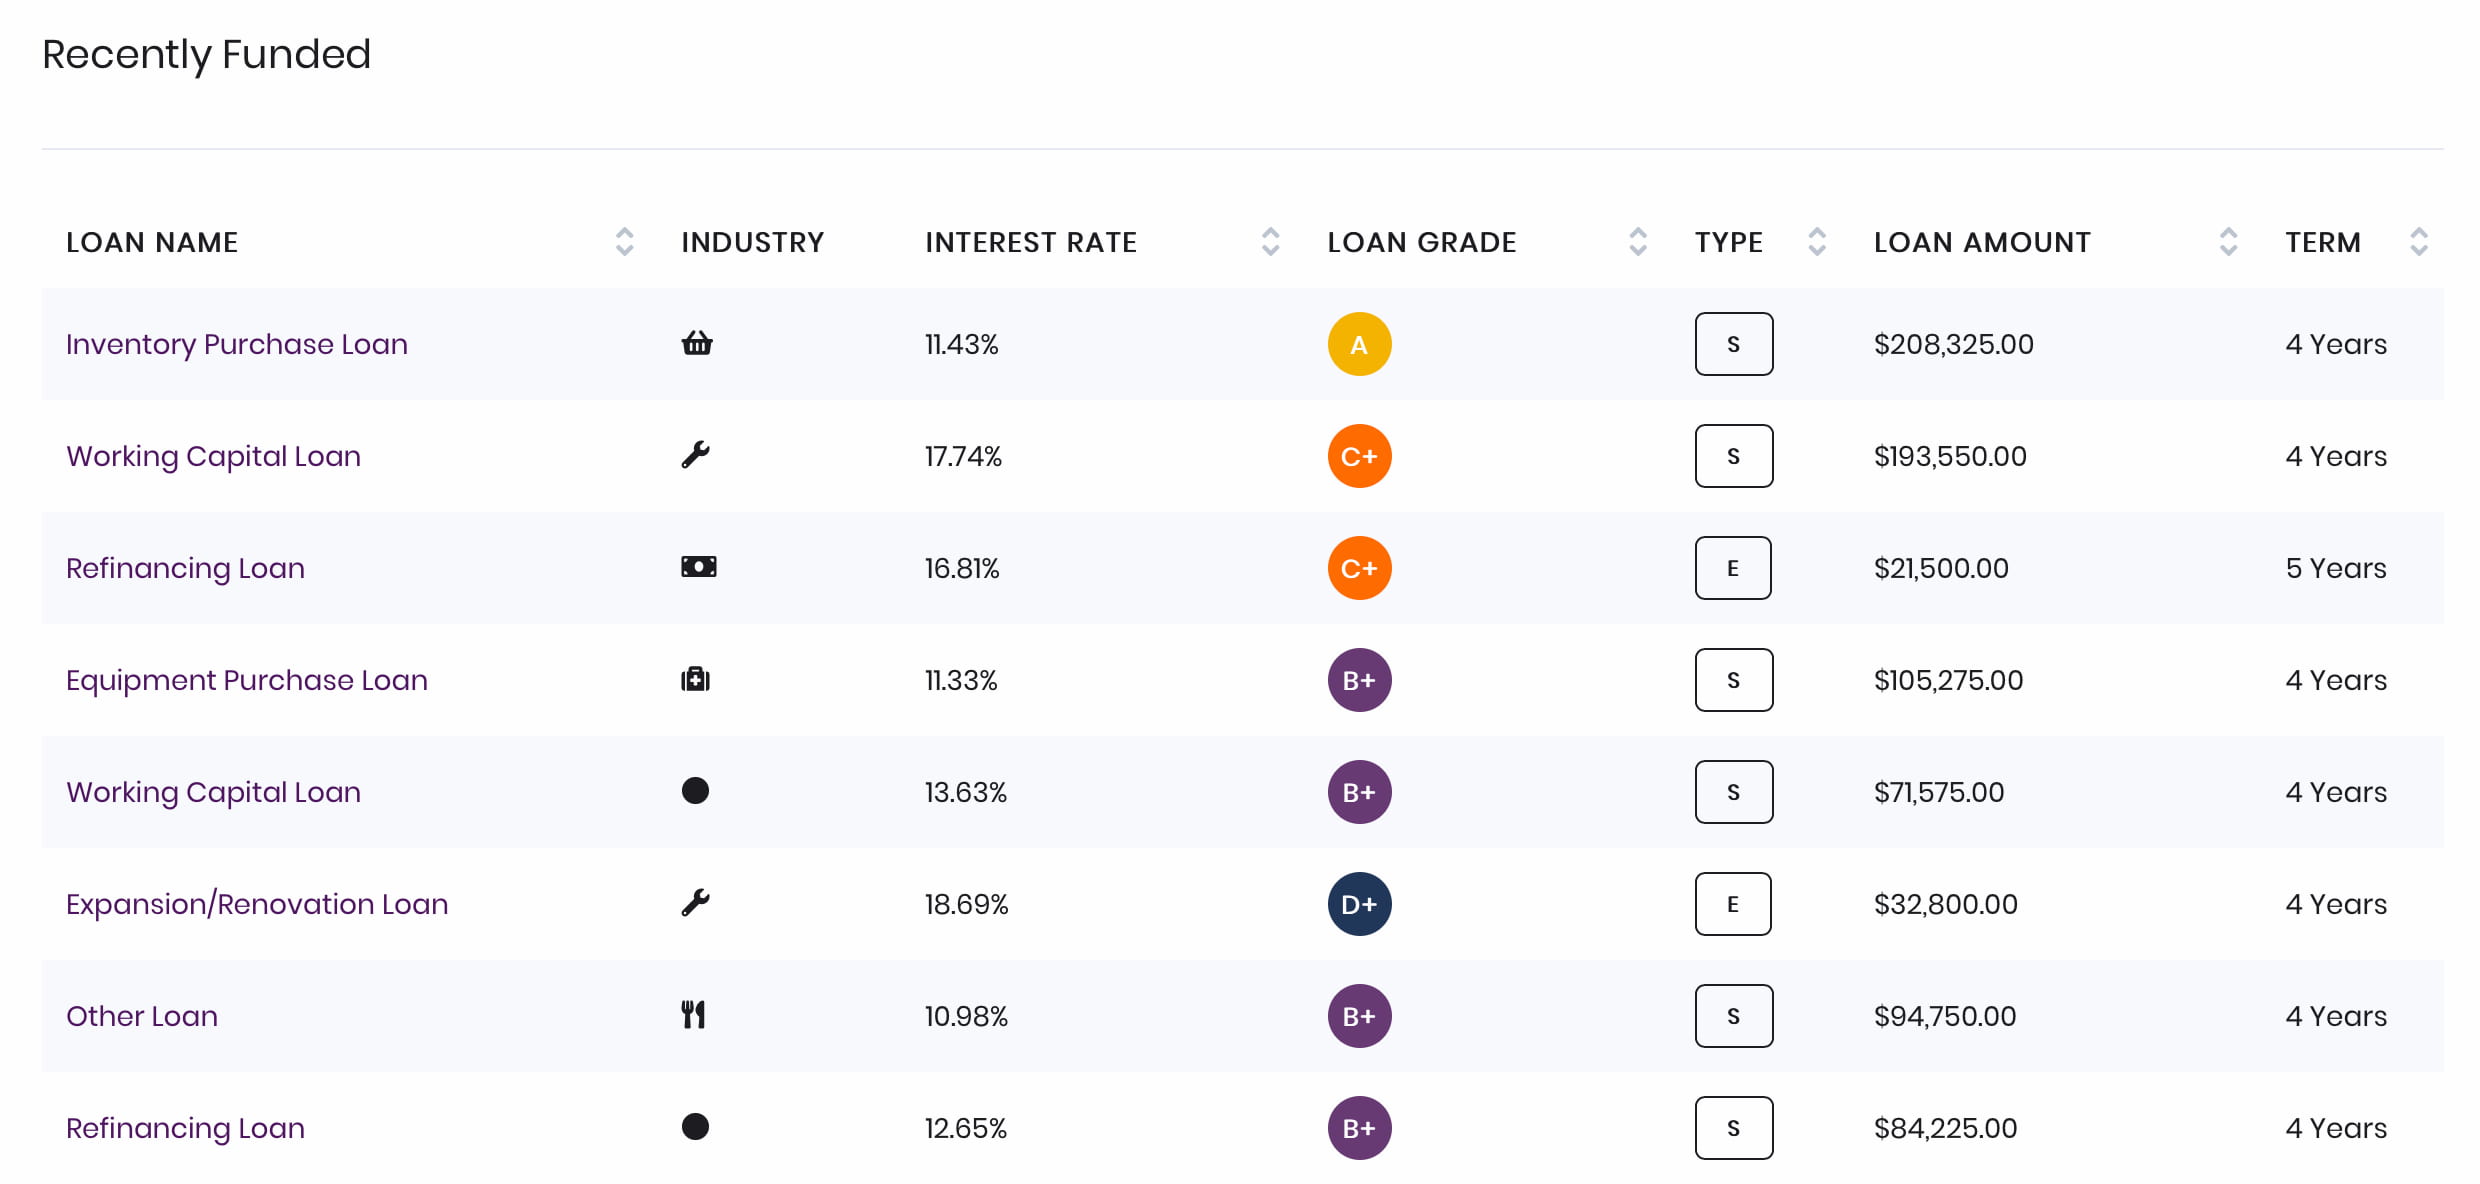 Recently Funded
LOAN NAME INDUSTRY INTEREST RATE LOAN GRADE TYPE LOAN AMOUNT TERM
Inventory Purchase Loan 11.43% A S $208,325.00 4 Years
Working Capital Loan 17.74% C+ S $193,550.00 4 Years
Refinancing Loan 16.81% C+ E $21,500.00 5 Years
Equipment Purchase Loan 11.33% B+ S $105,275.00 4 Years
Working Capital Loan 13.63% B+ S $71,575.00 4 Years
Expansion/Renovation Loan 18.69% D+ E $32,800.00 4 Years
Other Loan 10.98% B+ S $94,750.00 4 Years
Refinancing Loan 12.65% B+ S $84,225.00 4 Years